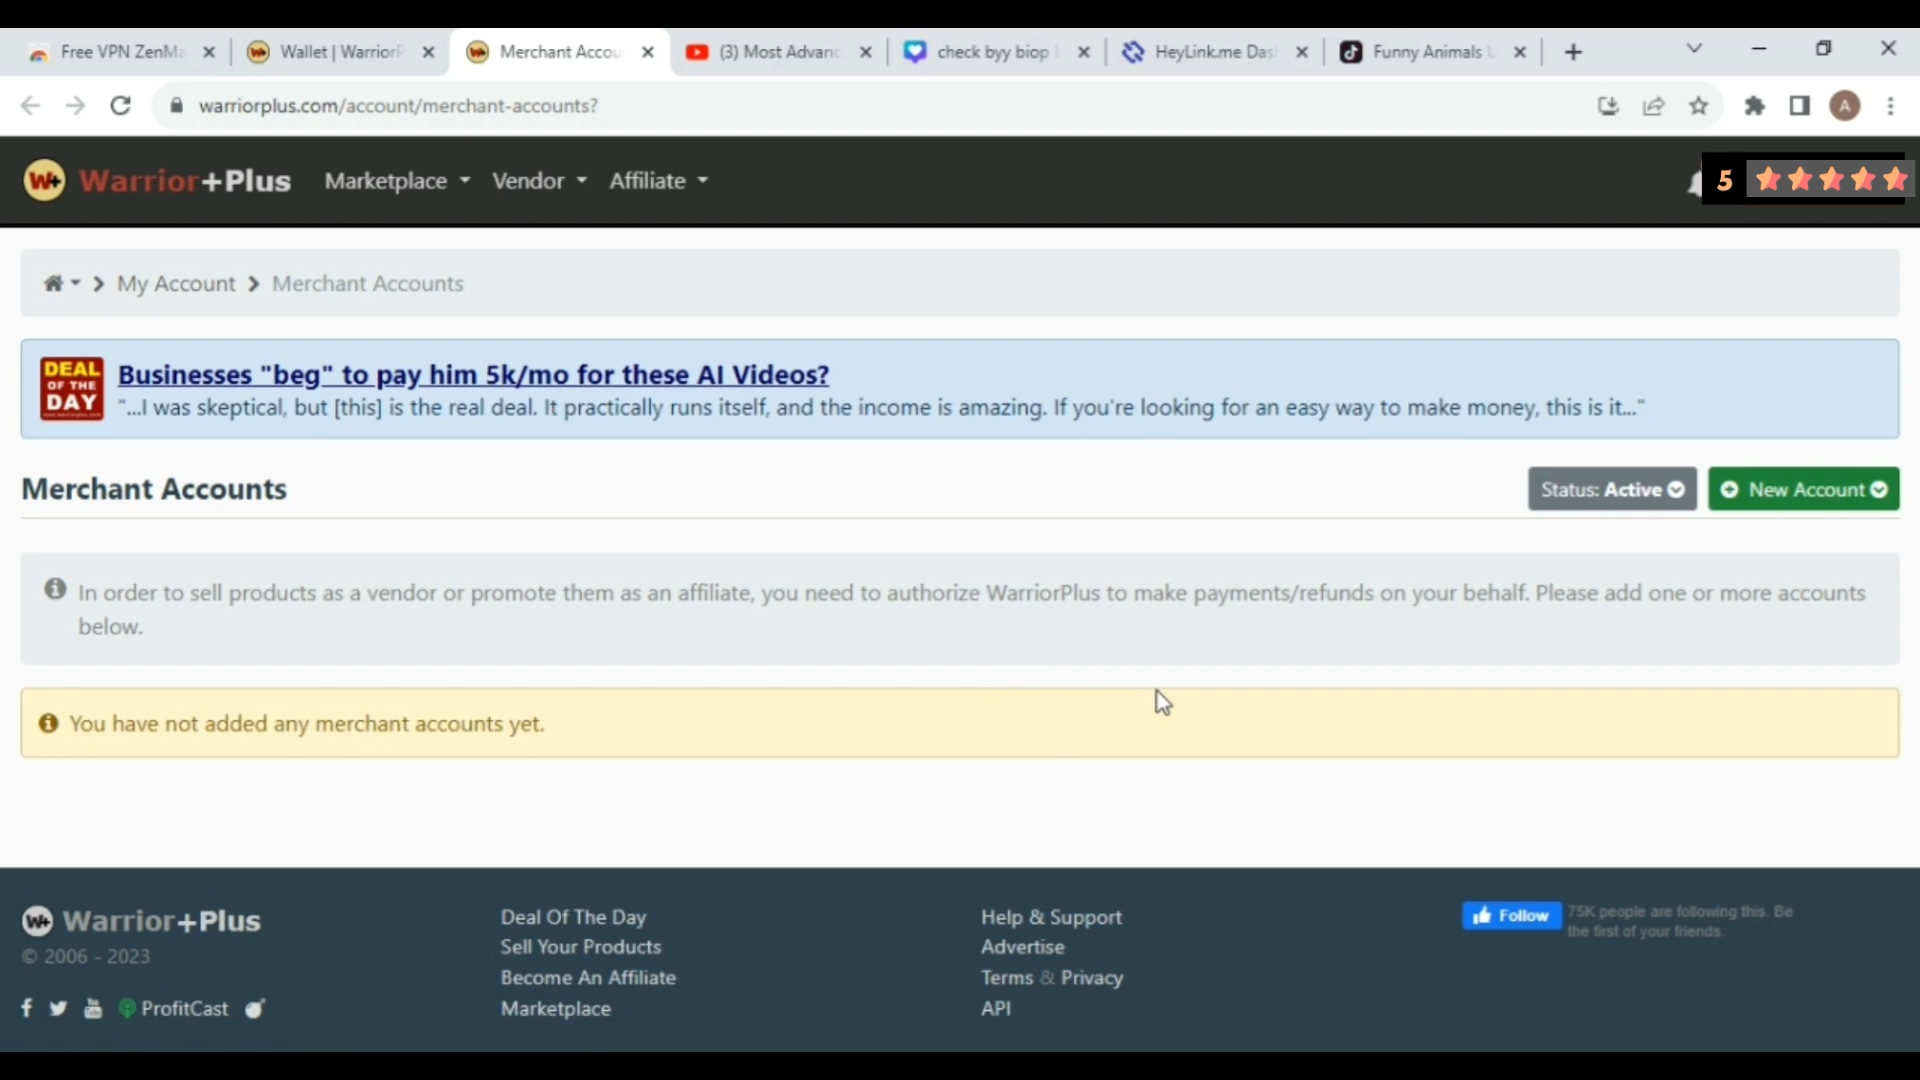 Free VPN ZenMa
Wallet | WarriorP
Merchant Accou
(3) Most Advanc
check byy biop
HeyLink.me Das
Funny Animals
warriorplus.com/account/merchant-accounts?
A
W+ Warrior+Plus
Marketplace
Vendor
Affiliate
5
My Account
Merchant Accounts
DEAL
OF THE
DAY
Businesses "beg" to pay him 5k/mo for these AI Videos?
"...I was skeptical, but [this] is the real deal. It practically runs itself, and the income is amazing. If you're looking for an easy way to make money, this is it..."
Merchant Accounts
Status: Active
New Account
In order to sell products as a vendor or promote them as an affiliate, you need to authorize WarriorPlus to make payments/refunds on your behalf. Please add one or more accounts
below.
You have not added any merchant accounts yet.
W+ Warrior+Plus
© 2006 - 2023
ProfitCast
Deal Of The Day
Sell Your Products
Become An Affiliate
Marketplace
Help & Support
Advertise
Terms & Privacy
API
Follow
75K people are following this. Be
the first of your friends.